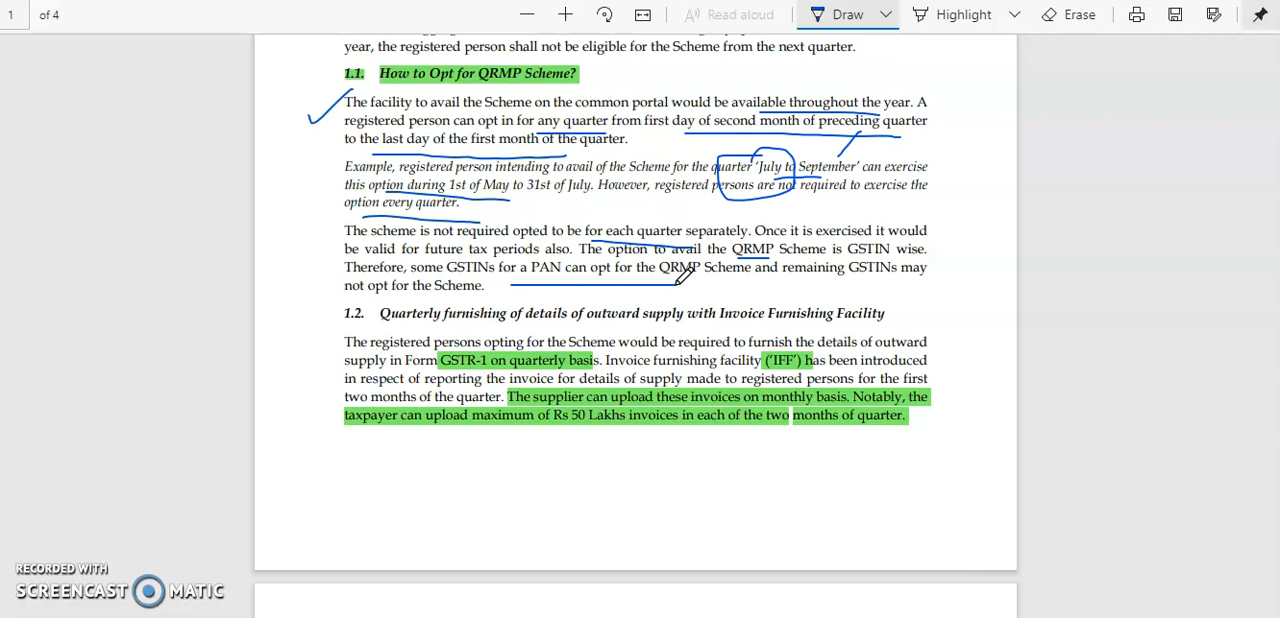 1 of 4 Read aloud Draw Highlight Erase
year, the registered person shall not be eligible for the Scheme from the next quarter.
1.1. How to Opt for QRMP Scheme?
The facility to avail the Scheme on the common portal would be available throughout the year. A
registered person can opt in for any quarter from first day of second month of preceding quarter
to the last day of the first month of the quarter.
Example, registered person intending to avail of the Scheme for the quarter ‘July to September’ can exercise
this option during 1st of May to 31st of July. However, registered persons are not required to exercise the
option every quarter.
The scheme is not required opted to be for each quarter separately. Once it is exercised it would
be valid for future tax periods also. The option to avail the QRMP Scheme is GSTIN wise.
Therefore, some GSTINs for a PAN can opt for the QRMP Scheme and remaining GSTINs may
not opt for the Scheme.
1.2. Quarterly furnishing of details of outward supply with Invoice Furnishing Facility
The registered persons opting for the Scheme would be required to furnish the details of outward
supply in Form GSTR-1 on quarterly basis. Invoice furnishing facility (‘IFF’) has been introduced
in respect of reporting the invoice for details of supply made to registered persons for the first
two months of the quarter. The supplier can upload these invoices on monthly basis. Notably, the
taxpayer can upload maximum of Rs 50 Lakhs invoices in each of the two months of quarter.
RECORDED WITH
SCREENCAST MATIC